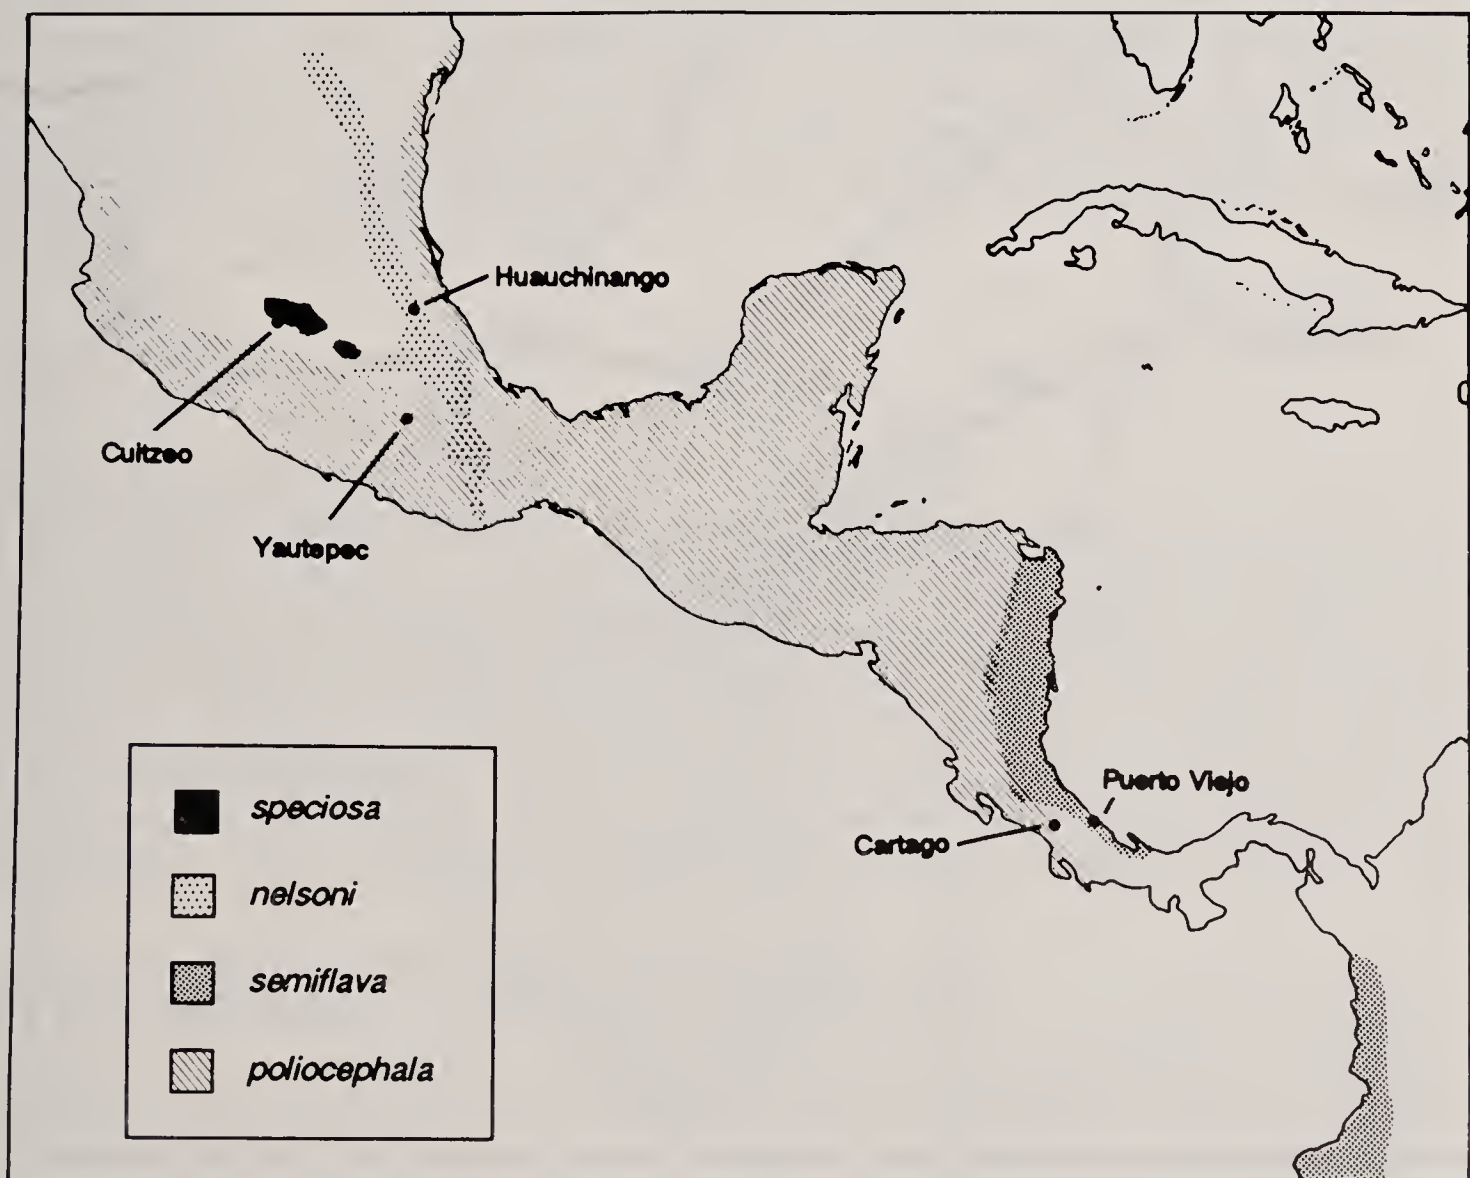 Huauchinango
Cuitzeo
Yautepec
Puerto Viejo
Cartago
speciosa
nelsoni
semiflava
poliocephala